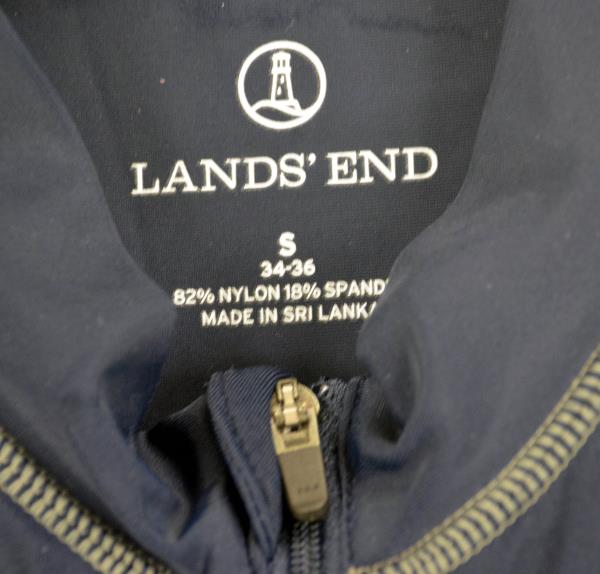 LANDS' END
S
34-36
82% NYLON 18% SPAND
MADE IN SRI LANKA